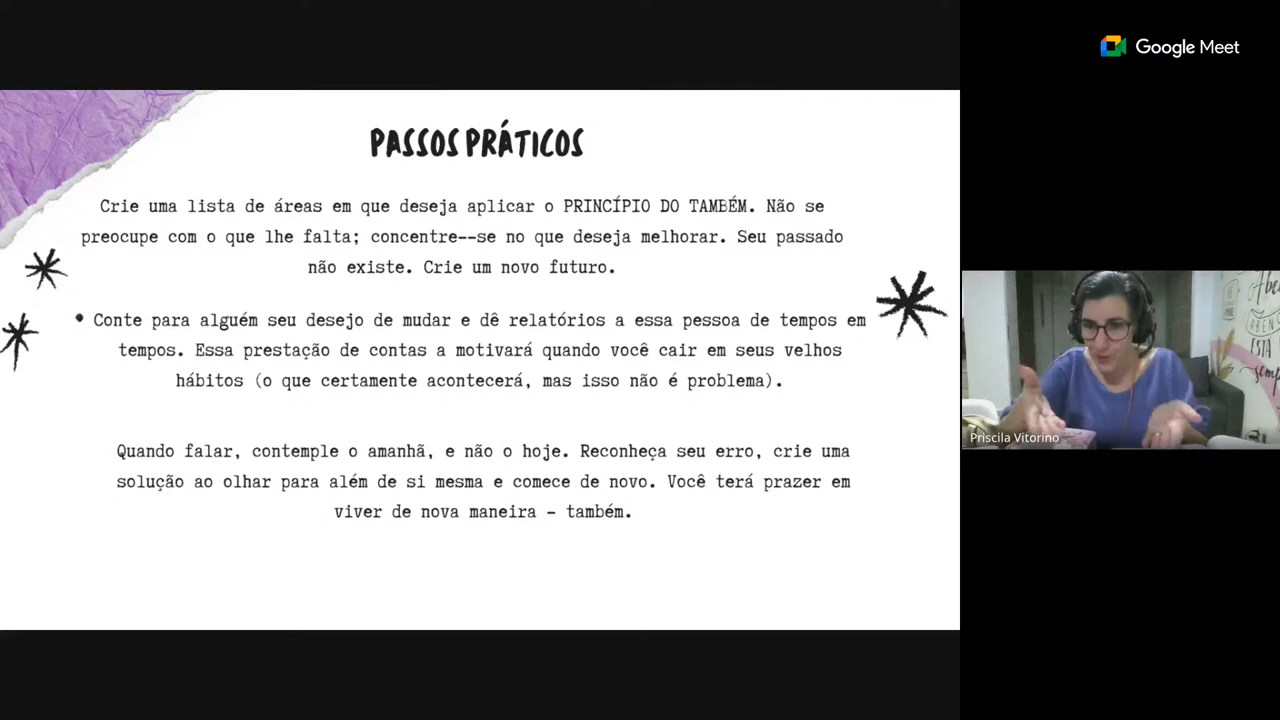 Google Meet
PASSOS PRÁTICOS
Crie uma lista de áreas em que deseja aplicar o PRINCÍPIO DO TAMBÉM. Não se
preocupe com o que lhe falta; concentre--se no que deseja melhorar. Seu passado
não existe. Crie um novo futuro.
• Conte para alguém seu desejo de mudar e dê relatórios a essa pessoa de tempos em
tempos. Essa prestação de contas a motivará quando você cair em seus velhos
hábitos (o que certamente acontecerá, mas isso não é problema).
Quando falar, contemple o amanhã, e não o hoje. Reconheça seu erro, crie uma
solução ao olhar para além de si mesma e comece de novo. Você terá prazer em
viver de nova maneira – também.
Priscila Vitorino